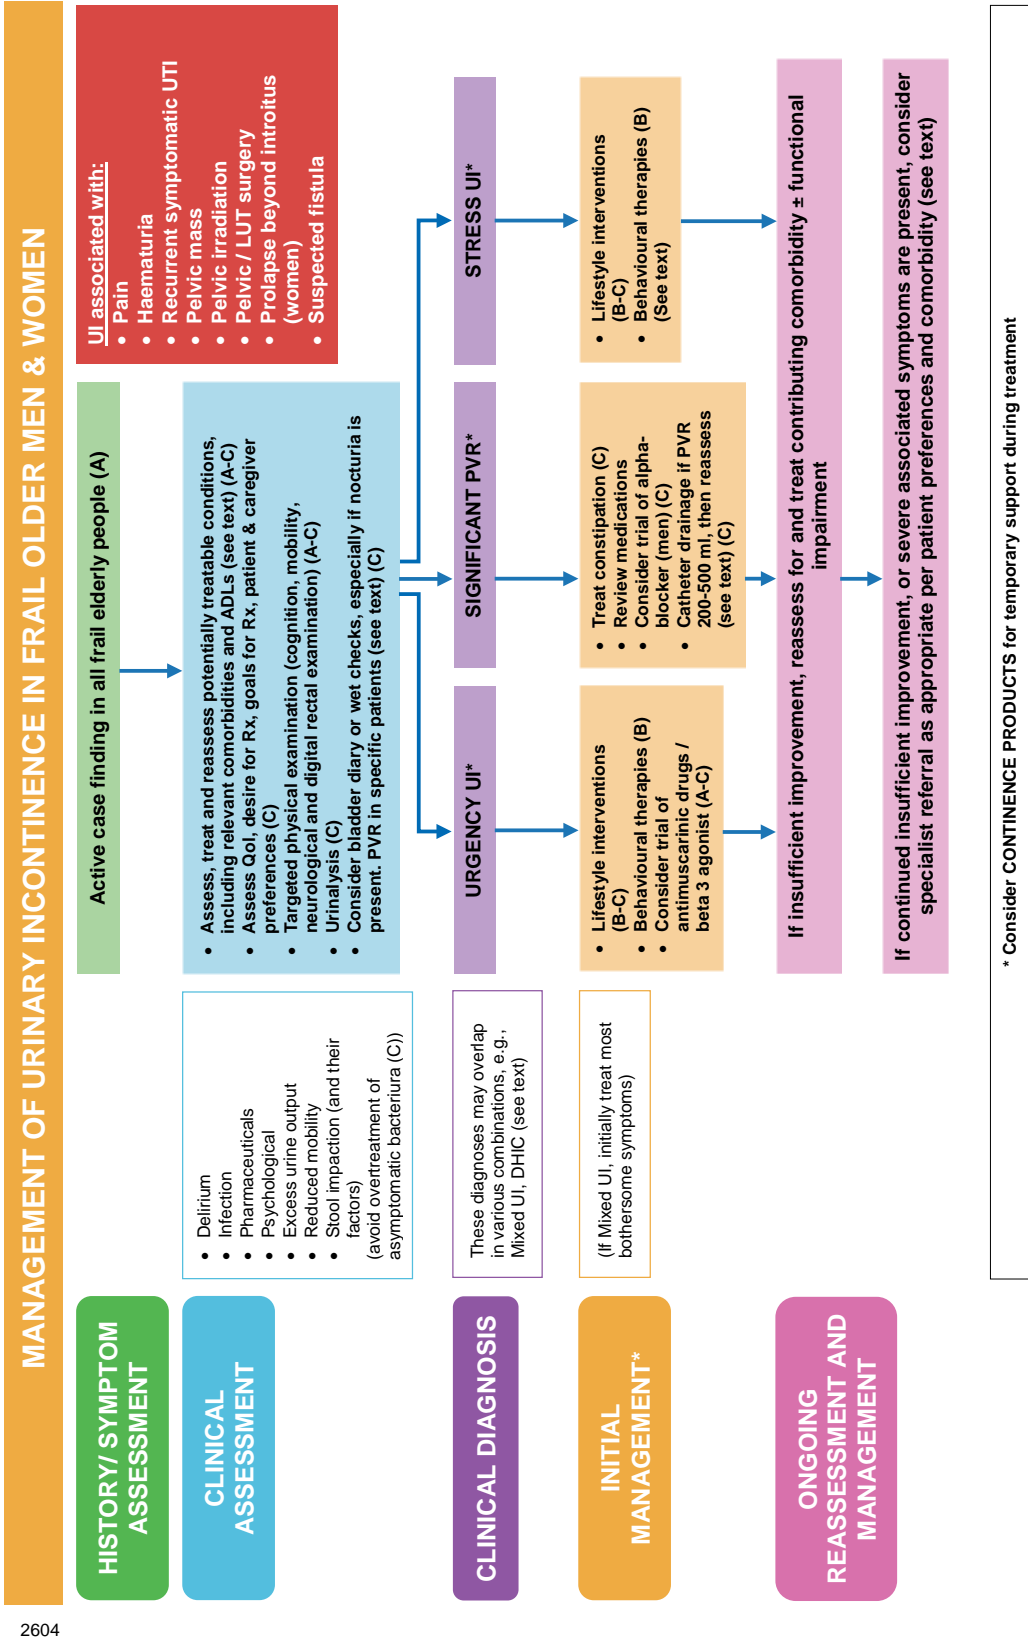 MANAGEMENT OF URINARY INCONTINENCE IN FRAIL OLDER MEN & WOMEN
HISTORY/ SYMPTOM
ASSESSMENT
Active case finding in all frail elderly people (A)
UI associated with:
• Pain
• Haematuria
• Recurrent symptomatic UTI
• Pelvic mass
• Pelvic irradiation
• Pelvic / LUT surgery
• Prolapse beyond introitus
(women)
• Suspected fistula
CLINICAL
ASSESSMENT
• Delirium
• Infection
• Pharmaceuticals
• Psychological
• Excess urine output
• Reduced mobility
• Stool impaction (and their
factors)
(avoid overtreatment of
asymptomatic bacteriura (C))
• Assess, treat and reassess potentially treatable conditions,
including relevant comorbidities and ADLs (see text) (A-C)
• Assess Qol, desire for Rx, goals for Rx, patient & caregiver
preferences (C)
• Targeted physical examination (cognition, mobility,
neurological and digital rectal examination) (A-C)
• Urinalysis (C)
• Consider bladder diary or wet checks, especially if nocturia is
present. PVR in specific patients (see text) (C)
CLINICAL DIAGNOSIS
These diagnoses may overlap
in various combinations, e.g.,
Mixed UI, DHIC (see text)
URGENCY UI*
SIGNIFICANT PVR*
STRESS UI*
INITIAL
MANAGEMENT*
(If Mixed UI, initially treat most
bothersome symptoms)
• Lifestyle interventions
(B-C)
• Behavioural therapies (B)
• Consider trial of
antimuscarinic drugs /
beta 3 agonist (A-C)
• Treat constipation (C)
• Review medications
• Consider trial of alpha-
blocker (men) (C)
• Catheter drainage if PVR
200-500 ml, then reassess
(see text) (C)
• Lifestyle interventions
(B-C)
• Behavioural therapies (B)
(See text)
ONGOING
REASSESSMENT AND
MANAGEMENT
If insufficient improvement, reassess for and treat contributing comorbidity ± functional
impairment
If continued insufficient improvement, or severe associated symptoms are present, consider
specialist referral as appropriate per patient preferences and comorbidity (see text)
* Consider CONTINENCE PRODUCTS for temporary support during treatment
2604